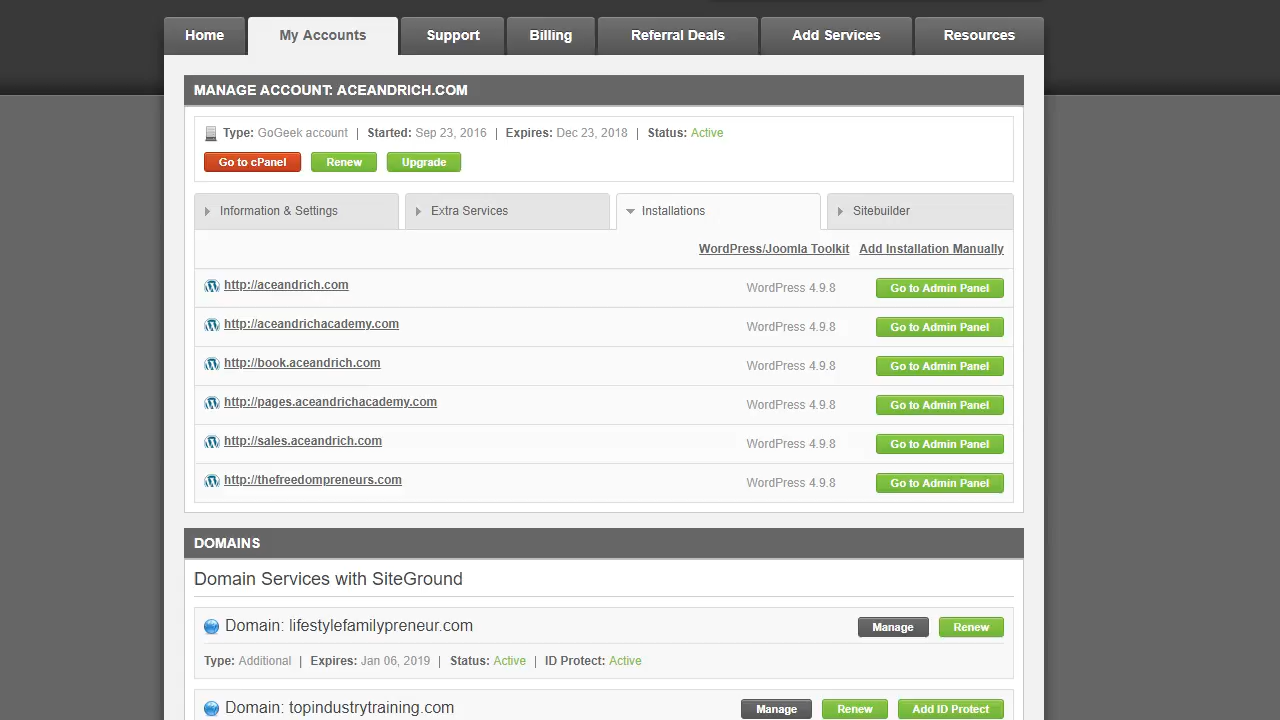 Home My Accounts Support Billing Referral Deals Add Services Resources
MANAGE ACCOUNT: ACEANDRICH.COM
Type: GoGeek account | Started: Sep 23, 2016 | Expires: Dec 23, 2018 | Status: Active
Go to cPanel Renew Upgrade
Information & Settings Extra Services Installations Sitebuilder
WordPress/Joomla Toolkit Add Installation Manually
http://aceandrich.com WordPress 4.9.8 Go to Admin Panel
http://aceandrichacademy.com WordPress 4.9.8 Go to Admin Panel
http://book.aceandrich.com WordPress 4.9.8 Go to Admin Panel
http://pages.aceandrichacademy.com WordPress 4.9.8 Go to Admin Panel
http://sales.aceandrich.com WordPress 4.9.8 Go to Admin Panel
http://thefreedompreneurs.com WordPress 4.9.8 Go to Admin Panel
DOMAINS
Domain Services with SiteGround
Domain: lifestylefamilypreneur.com Manage Renew
Type: Additional | Expires: Jan 06, 2019 | Status: Active | ID Protect: Active
Domain: topindustrytraining.com Manage Renew Add ID Protect